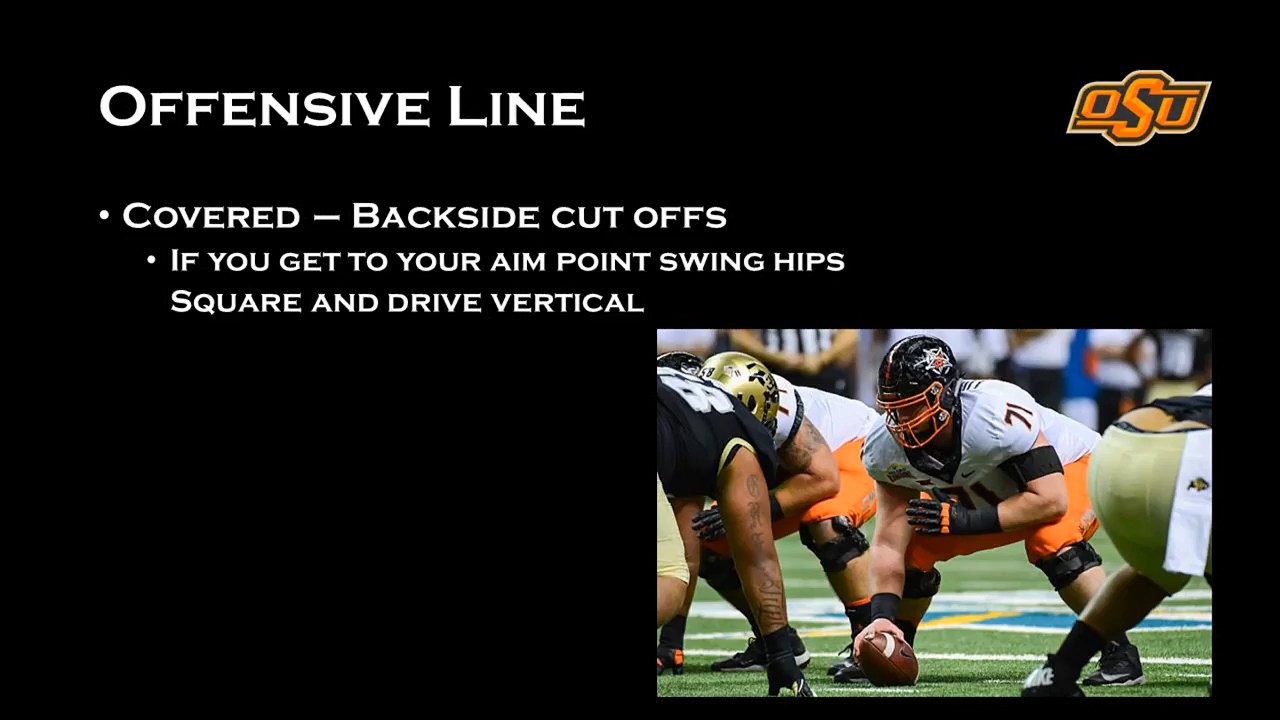 Offensive Line
OSU
• Covered – Backside cut offs
• If you get to your aim point swing hips
Square and drive vertical
71
71